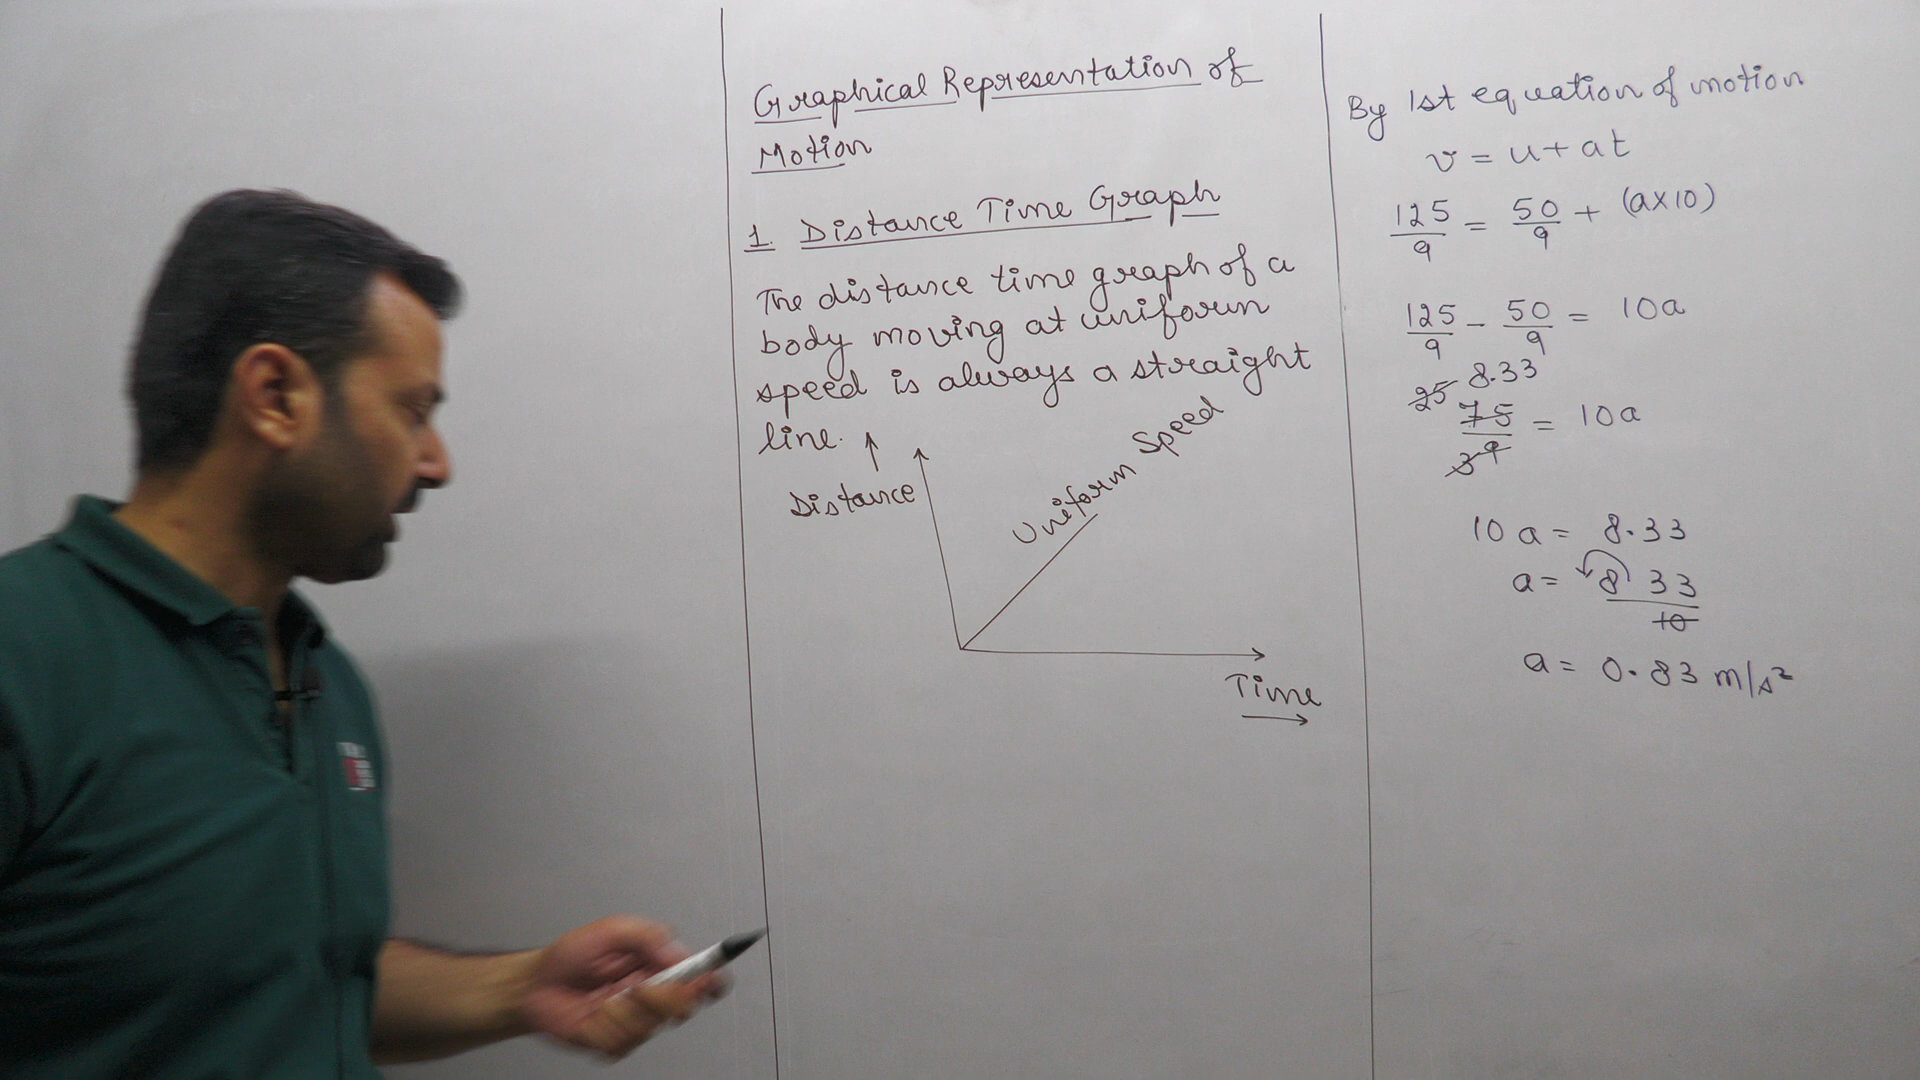 Graphical Representation of
Motion
1. Distance Time Graph
The distance time graph of a
body moving at uniform
speed is always a straight
line.
Distance
Uniform Speed
Time
By 1st equation of motion
v = u + at
125/9 = 50/9 + (a×10)
125/9 - 50/9 = 10a
25 8.33
75/9 = 10a
3
10 a = 8.33
a = 8 33/10
a = 0.83 m/s²